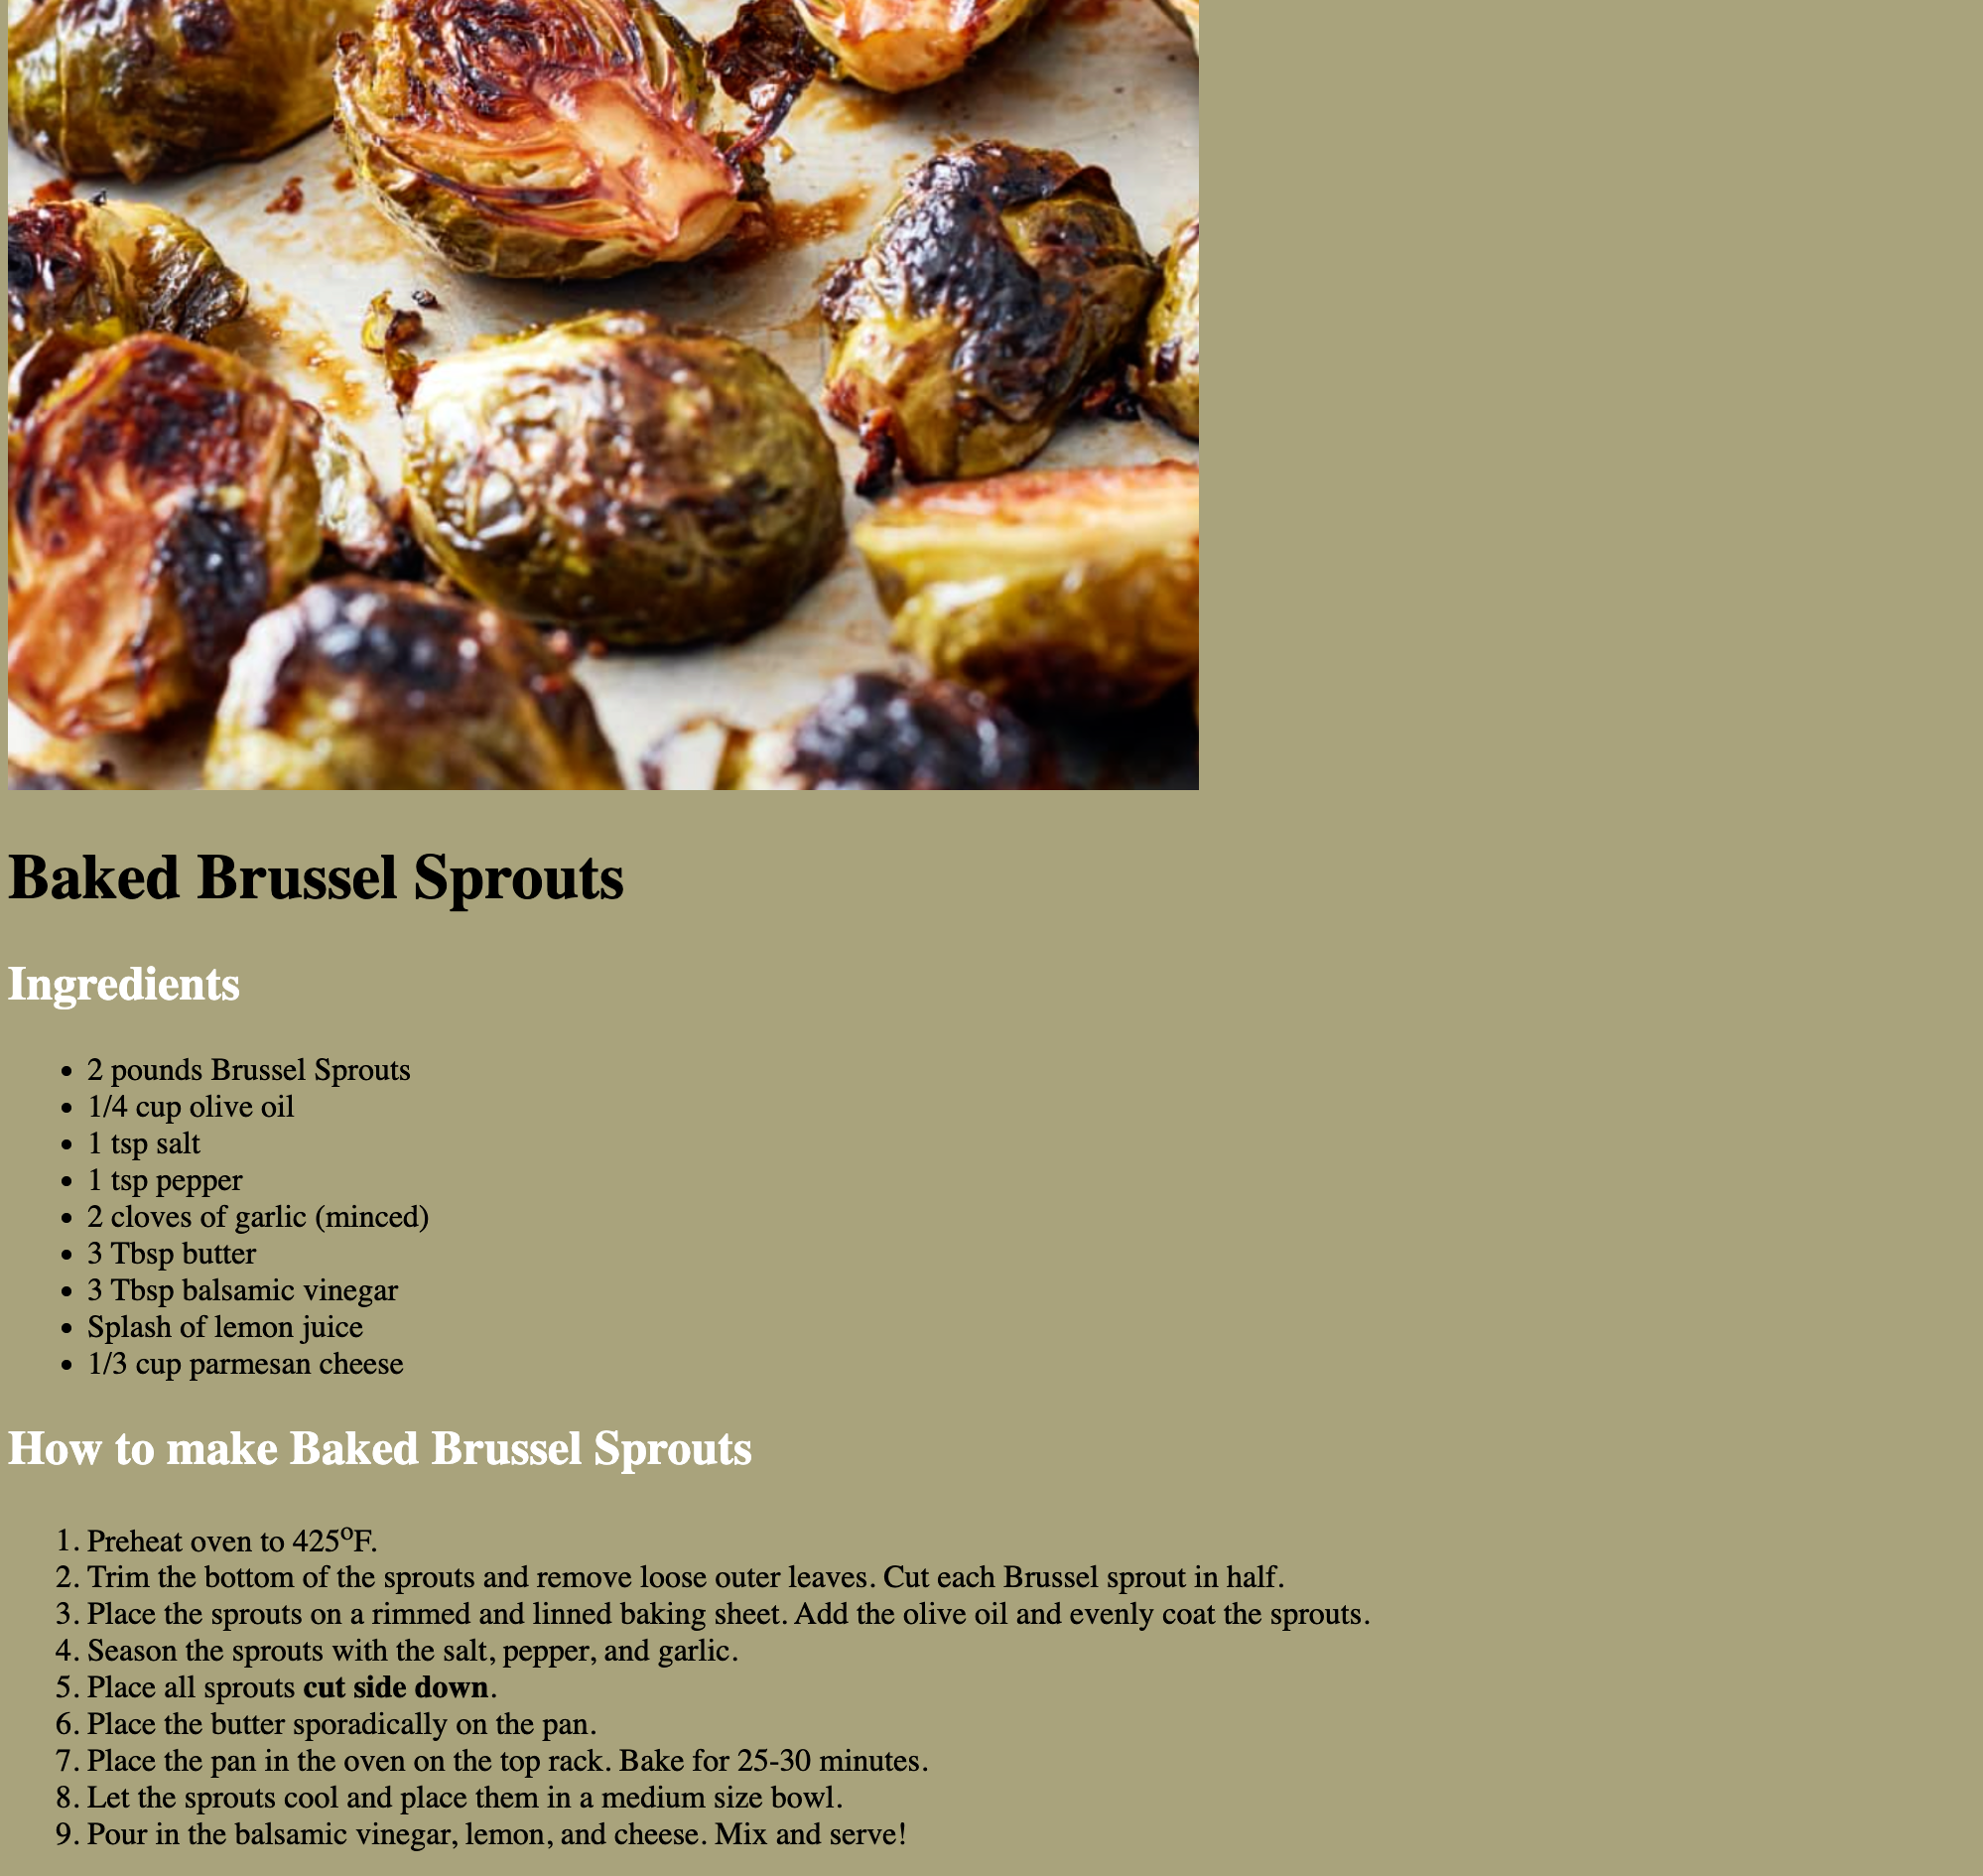 Baked Brussel Sprouts
Ingredients
• 2 pounds Brussel Sprouts
• 1/4 cup olive oil
• 1 tsp salt
• 1 tsp pepper
• 2 cloves of garlic (minced)
• 3 Tbsp butter
• 3 Tbsp balsamic vinegar
• Splash of lemon juice
• 1/3 cup parmesan cheese
How to make Baked Brussel Sprouts
1. Preheat oven to 425ºF.
2. Trim the bottom of the sprouts and remove loose outer leaves. Cut each Brussel sprout in half.
3. Place the sprouts on a rimmed and linned baking sheet. Add the olive oil and evenly coat the sprouts.
4. Season the sprouts with the salt, pepper, and garlic.
5. Place all sprouts cut side down.
6. Place the butter sporadically on the pan.
7. Place the pan in the oven on the top rack. Bake for 25-30 minutes.
8. Let the sprouts cool and place them in a medium size bowl.
9. Pour in the balsamic vinegar, lemon, and cheese. Mix and serve!